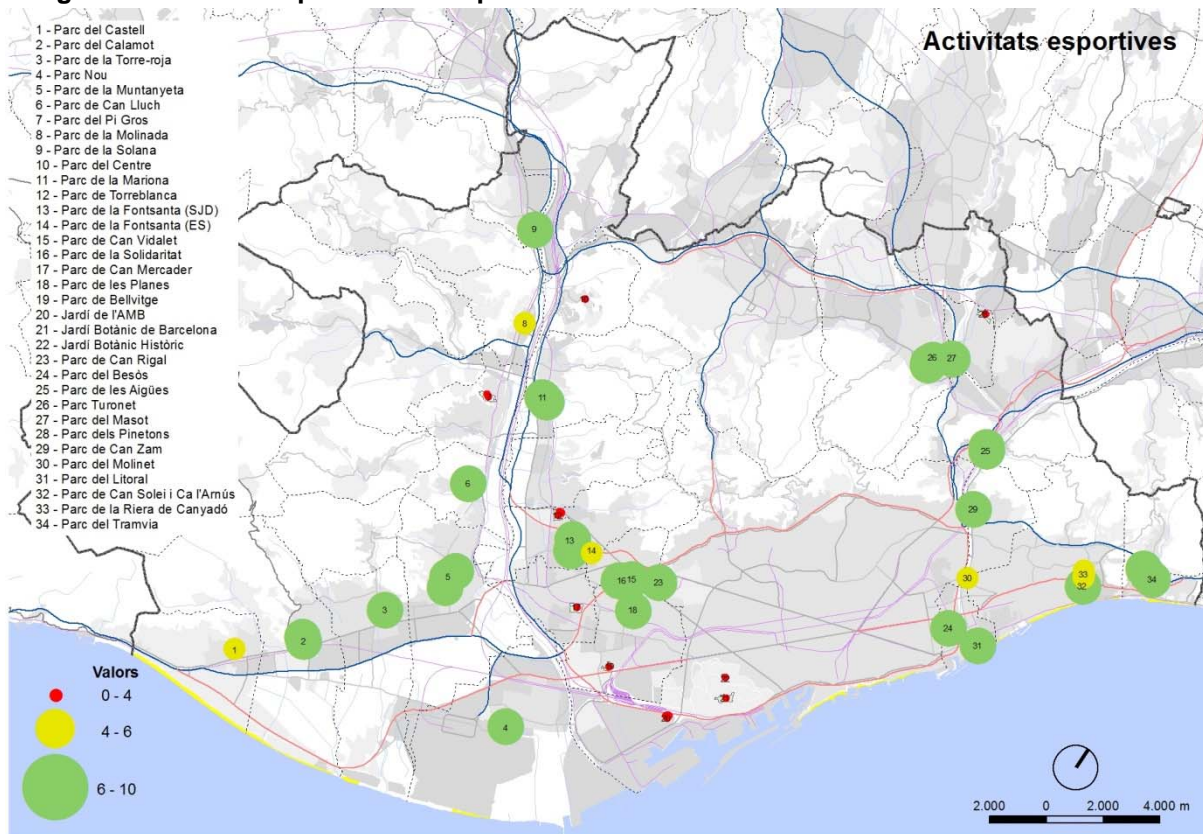 1 - Parc del Castell
2 - Parc del Calamot
3 - Parc de la Torre-roja
4 - Parc Nou
5 - Parc de la Muntanyeta
6 - Parc de Can Lluch
7 - Parc del Pi Gros
8 - Parc de la Molinada
9 - Parc de la Solana
10 - Parc del Centre
11 - Parc de la Mariona
12 - Parc de Torreblanca
13 - Parc de la Fontsanta (SJD)
14 - Parc de la Fontsanta (ES)
15 - Parc de Can Vidalet
16 - Parc de la Solidaritat
17 - Parc de Can Mercader
18 - Parc de les Planes
19 - Parc de Bellvitge
20 - Jardí de l'AMB
21 - Jardí Botànic de Barcelona
22 - Jardí Botànic Històric
23 - Parc de Can Rigal
24 - Parc del Besós
25 - Parc de les Aigües
26 - Parc Turonet
27 - Parc del Masot
28 - Parc dels Pinetons
29 - Parc de Can Zam
30 - Parc del Molinet
31 - Parc del Litoral
32 - Parc de Can Solei i Ca l'Arnús
33 - Parc de la Riera de Canyadó
34 - Parc del Tramvia
Activitats esportives
9
8
26 27
11
25
6
29
13
14
5
16 15 23
30
33
32
34
3
18
24
2
31
1
4
Valors
0 - 4
4 - 6
6 - 10
2.000 0 2.000 4.000 m